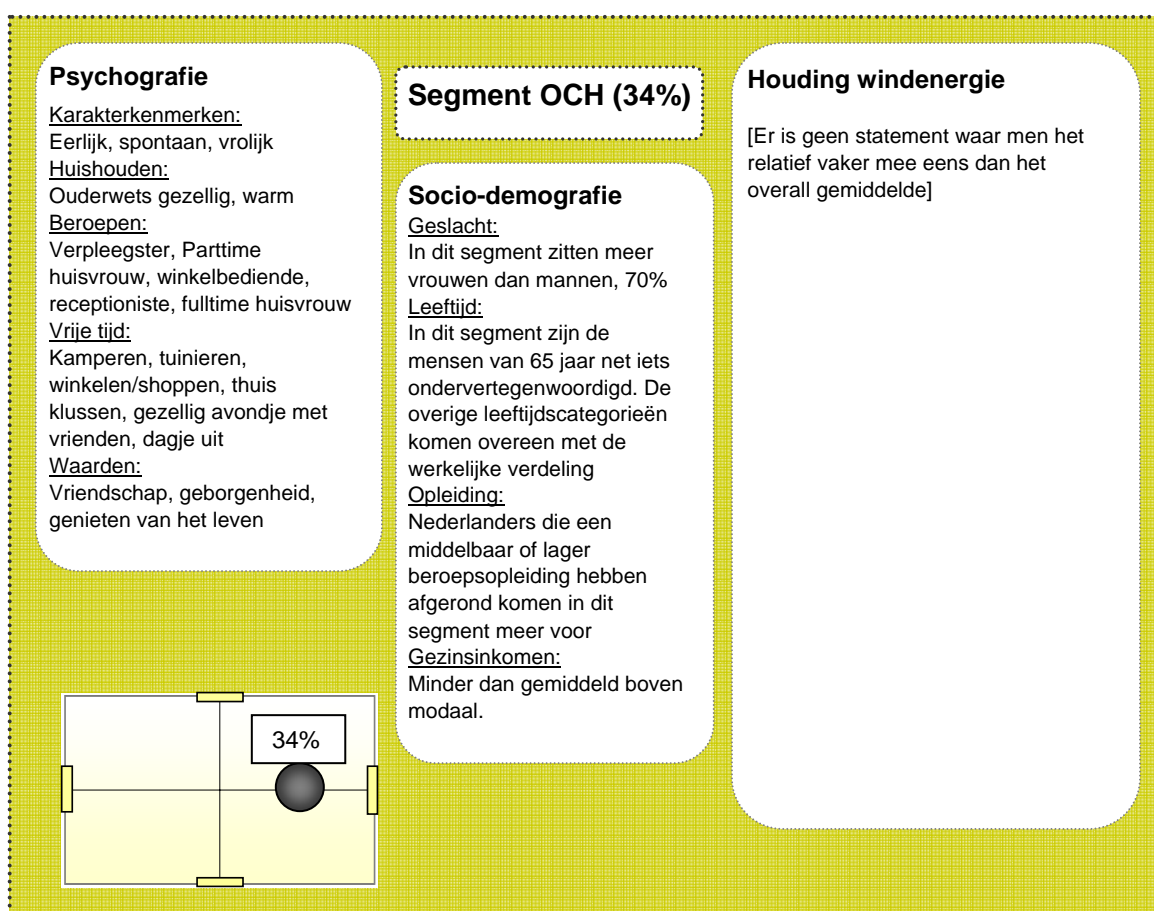 Psychografie
Karakterkenmerken:
Eerlijk, spontaan, vrolijk
Huishouden:
Ouderwets gezellig, warm
Beroepen:
Verpleegster, Parttime
huisvrouw, winkelbediende,
receptioniste, fulltime huisvrouw
Vrije tijd:
Kamperen, tuinieren,
winkelen/shoppen, thuis
klussen, gezellig avondje met
vrienden, dagje uit
Waarden:
Vriendschap, geborgenheid,
genieten van het leven
34%
Segment OCH (34%)
Socio-demografie
Geslacht:
In dit segment zitten meer
vrouwen dan mannen, 70%
Leeftijd:
In dit segment zijn de
mensen van 65 jaar net iets
ondervertegenwoordigd. De
overige leeftijdscategorieën
komen overeen met de
werkelijke verdeling
Opleiding:
Nederlanders die een
middelbaar of lager
beroepsopleiding hebben
afgerond komen in dit
segment meer voor
Gezinsinkomen:
Minder dan gemiddeld boven
modaal.
Houding windenergie
[Er is geen statement waar men het
relatief vaker mee eens dan het
overall gemiddelde]